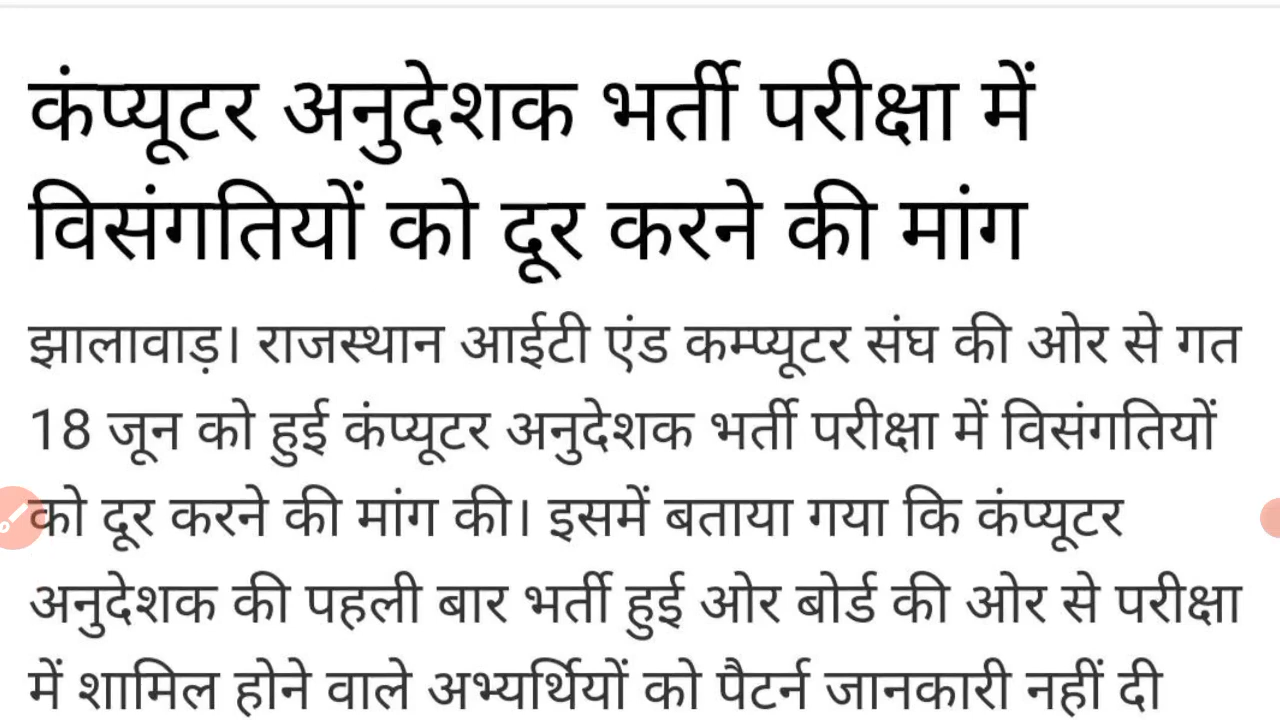 कंप्यूटर अनुदेशक भर्ती परीक्षा में
विसंगतियों को दूर करने की मांग
झालावाड़। राजस्थान आईटी एंड कम्प्यूटर संघ की ओर से गत
18 जून को हुई कंप्यूटर अनुदेशक भर्ती परीक्षा में विसंगतियों
को दूर करने की मांग की। इसमें बताया गया कि कंप्यूटर
अनुदेशक की पहली बार भर्ती हुई ओर बोर्ड की ओर से परीक्षा
में शामिल होने वाले अभ्यर्थियों को पैटर्न जानकारी नहीं दी